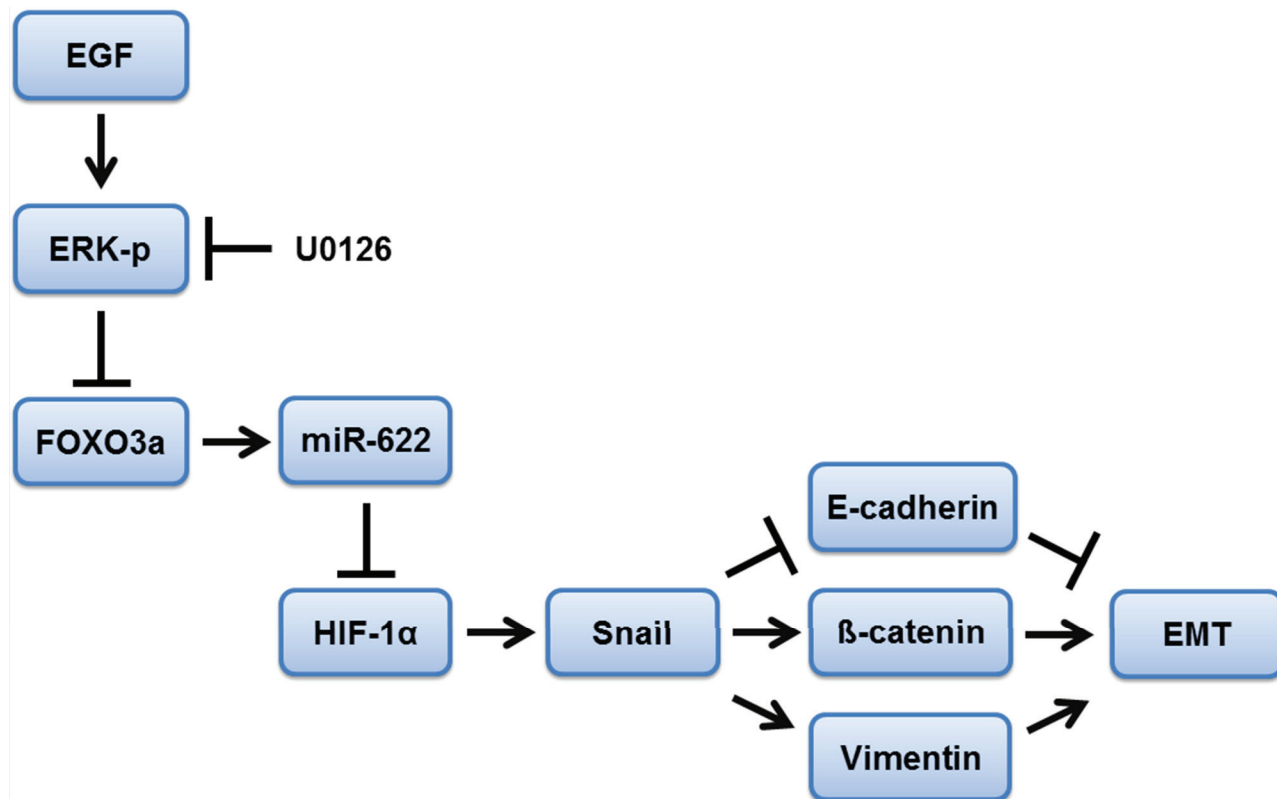 EGF
ERK-p
U0126
FOXO3a
miR-622
E-cadherin
HIF-1α
Snail
ß-catenin
EMT
Vimentin